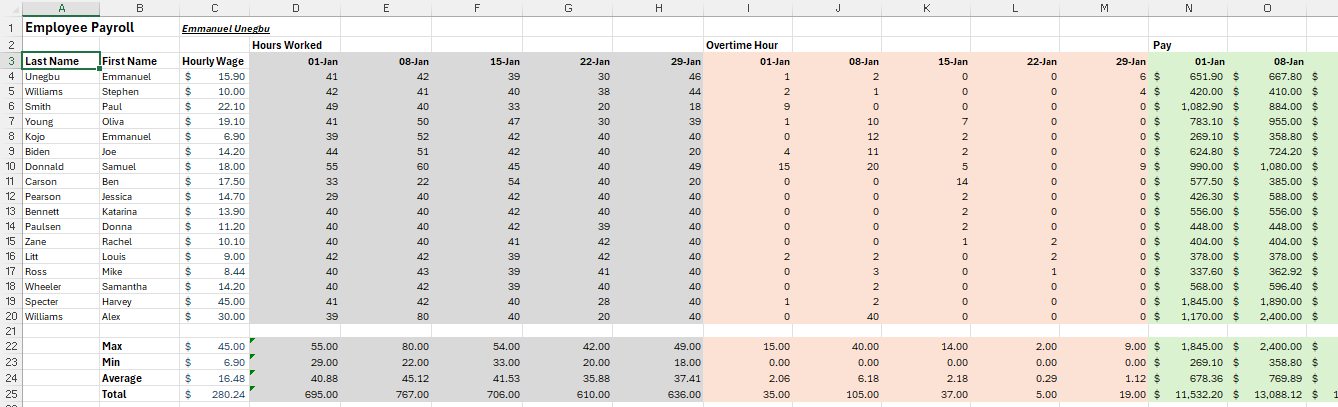 A B C D E F G H I J K L M N O
1 Employee Payroll Emmanuel Unegbu
2 Hours Worked Overtime Hour Pay
3 Last Name First Name Hourly Wage 01-Jan 08-Jan 15-Jan 22-Jan 29-Jan 01-Jan 08-Jan 15-Jan 22-Jan 29-Jan 01-Jan 08-Jan
4 Unegbu Emmanuel $ 15.90 41 42 39 30 46 1 2 0 0 6 $ 651.90 $ 667.80 $
5 Williams Stephen $ 10.00 42 41 40 38 44 2 1 0 0 4 $ 420.00 $ 410.00 $
6 Smith Paul $ 22.10 49 40 33 20 18 9 0 0 0 0 $ 1,082.90 $ 884.00 $
7 Young Oliva $ 19.10 41 50 47 30 39 1 10 7 0 0 $ 783.10 $ 955.00 $
8 Kojo Emmanuel $ 6.90 39 52 42 40 40 0 12 2 0 0 $ 269.10 $ 358.80 $
9 Biden Joe $ 14.20 44 51 42 40 20 4 11 2 0 0 $ 624.80 $ 724.20 $
10 Donnald Samuel $ 18.00 55 60 45 40 49 15 20 5 0 9 $ 990.00 $ 1,080.00 $
11 Carson Ben $ 17.50 33 22 54 40 20 0 0 14 0 0 $ 577.50 $ 385.00 $
12 Pearson Jessica $ 14.70 29 40 42 40 40 0 0 2 0 0 $ 426.30 $ 588.00 $
13 Bennett Katarina $ 13.90 40 40 42 40 40 0 0 2 0 0 $ 556.00 $ 556.00 $
14 Paulsen Donna $ 11.20 40 40 42 39 40 0 0 2 0 0 $ 448.00 $ 448.00 $
15 Zane Rachel $ 10.10 40 40 41 42 40 0 0 1 2 0 $ 404.00 $ 404.00 $
16 Litt Louis $ 9.00 42 42 39 42 40 2 2 0 2 0 $ 378.00 $ 378.00 $
17 Ross Mike $ 8.44 40 43 39 41 40 0 3 0 1 0 $ 337.60 $ 362.92 $
18 Wheeler Samantha $ 14.20 40 42 39 40 40 0 2 0 0 0 $ 568.00 $ 596.40 $
19 Specter Harvey $ 45.00 41 42 40 28 40 1 2 0 0 0 $ 1,845.00 $ 1,890.00 $
20 Williams Alex $ 30.00 39 80 40 20 40 0 40 0 0 0 $ 1,170.00 $ 2,400.00 $
21
22 Max $ 45.00 55.00 80.00 54.00 42.00 49.00 15.00 40.00 14.00 2.00 9.00 $ 1,845.00 $ 2,400.00 $
23 Min $ 6.90 29.00 22.00 33.00 20.00 18.00 0.00 0.00 0.00 0.00 0.00 $ 269.10 $ 358.80 $
24 Average $ 16.48 40.88 45.12 41.53 35.88 37.41 2.06 6.18 2.18 0.29 1.12 $ 678.36 $ 769.89 $
25 Total $ 280.24 695.00 767.00 706.00 610.00 636.00 35.00 105.00 37.00 5.00 19.00 $ 11,532.20 $ 13,088.12 $ 1